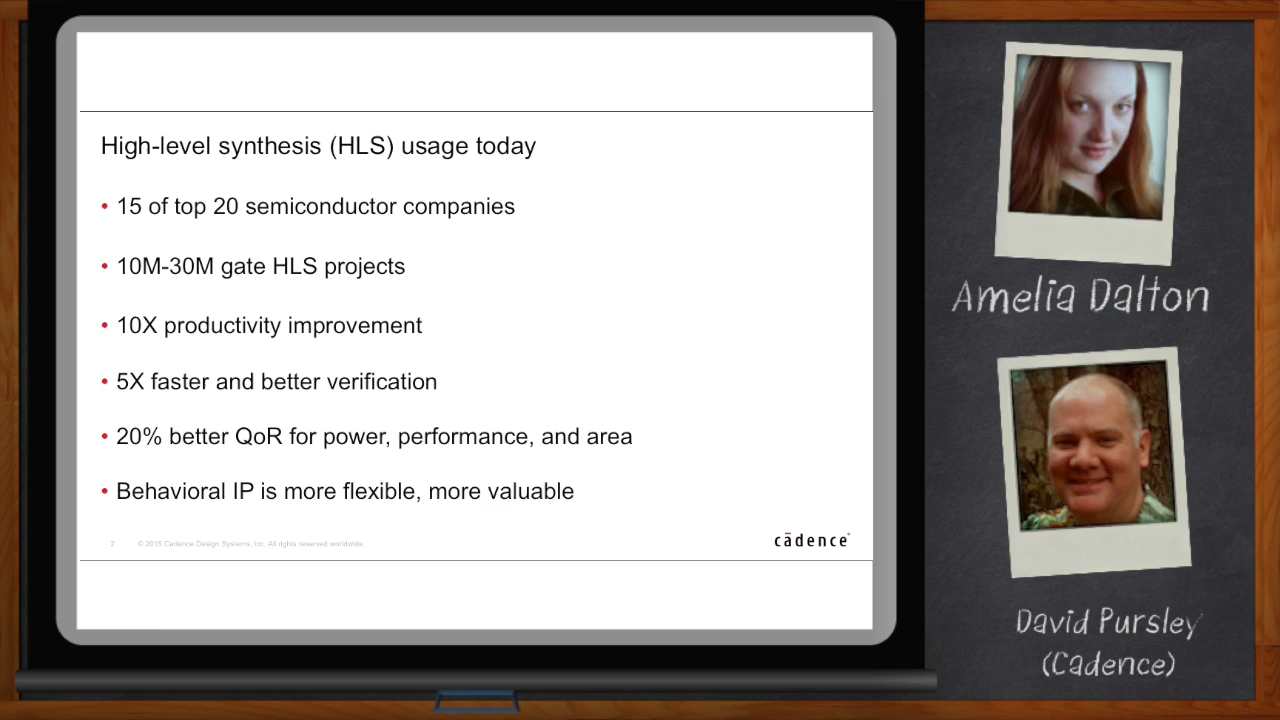 High-level synthesis (HLS) usage today
• 15 of top 20 semiconductor companies
• 10M-30M gate HLS projects
• 10X productivity improvement
• 5X faster and better verification
• 20% better QoR for power, performance, and area
• Behavioral IP is more flexible, more valuable
2 © 2015 Cadence Design Systems, Inc. All rights reserved worldwide.
cādence®
Amelia Dalton
David Pursley
(Cadence)